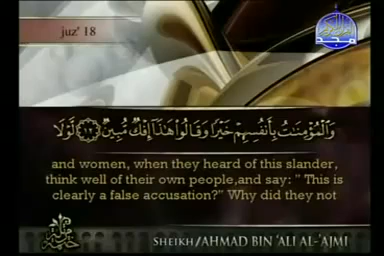 juz' 18
المجد
وَالْمُؤْمِنَاتُ بِأَنفُسِهِمْ خَيْرًا وَقَالُوا هَٰذَا إِفْكٌ مُّبِينٌ ﴿١٢﴾ لَّوْلَا
and women, when they heard of this slander,
think well of their own people,and say: " This is
clearly a false accusation?" Why did they not
SHEIKH/AHMAD BIN 'ALI AL-'AJMI